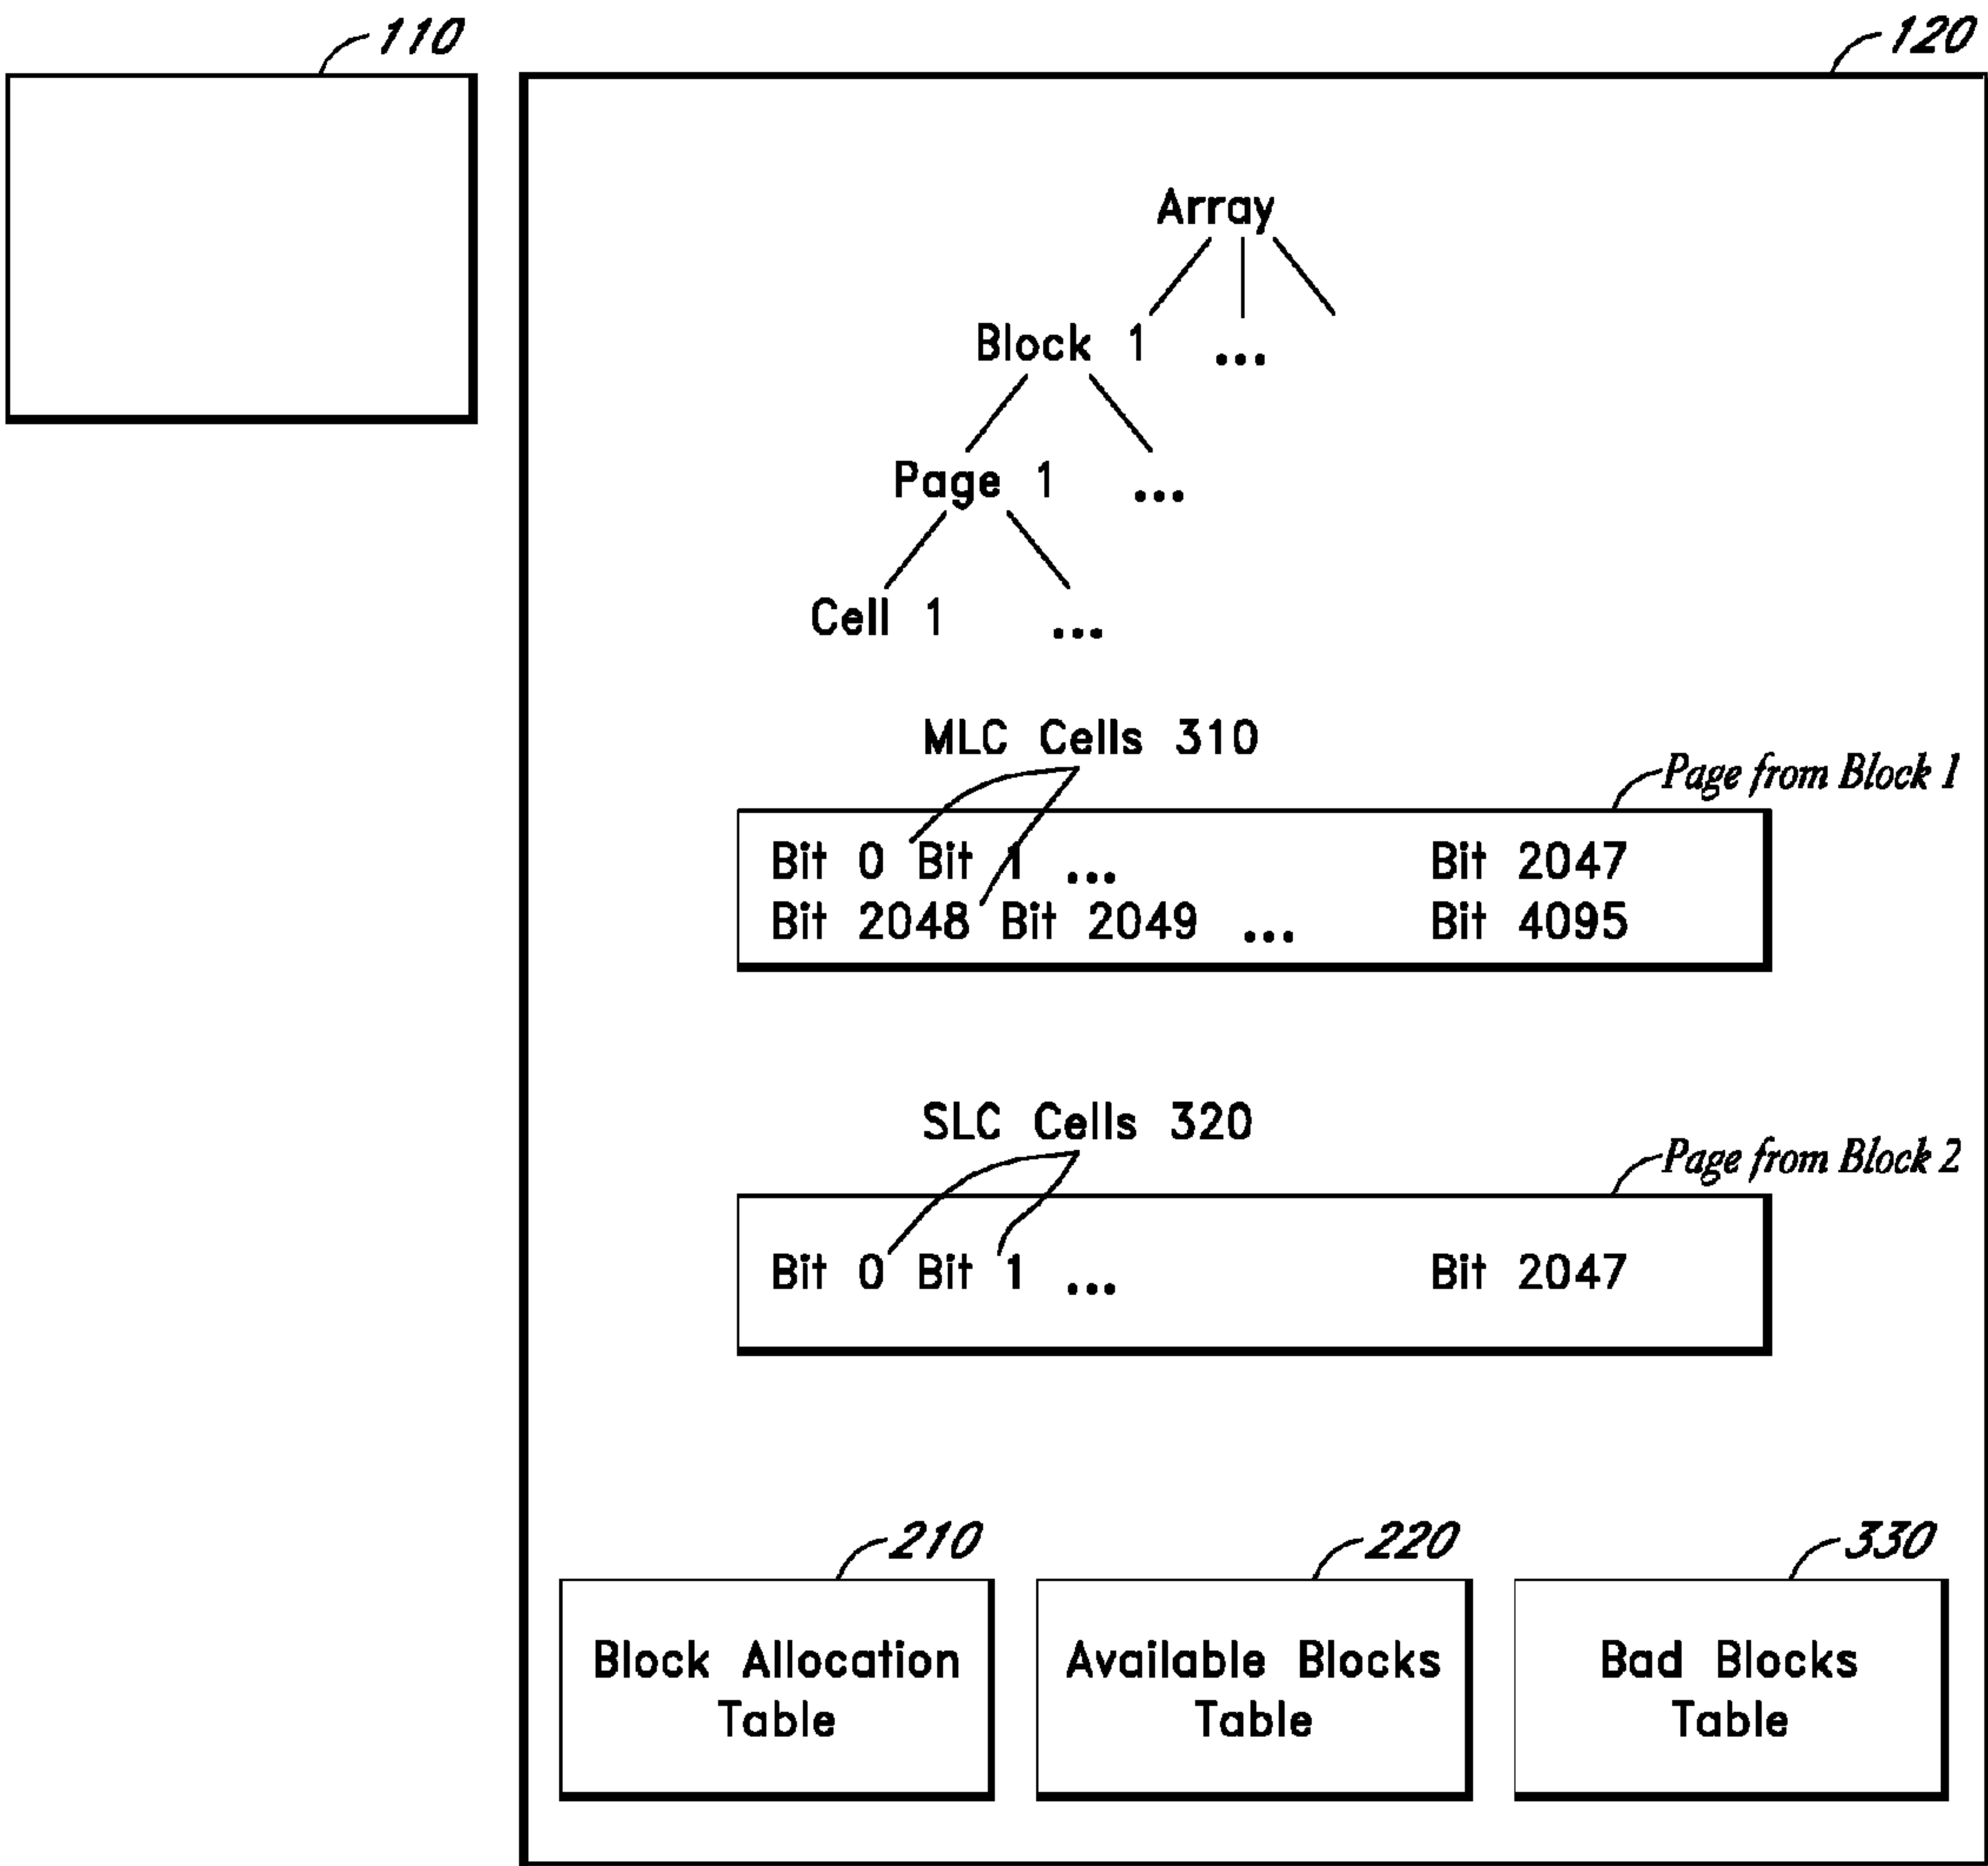 110
120
Array
Block 1 ...
Page 1 ...
Cell 1 ...
MLC Cells 310
Page from Block 1
Bit 0 Bit 1 ... Bit 2047
Bit 2048 Bit 2049 ... Bit 4095
SLC Cells 320
Page from Block 2
Bit 0 Bit 1 ... Bit 2047
210
220
330
Block Allocation
Table
Available Blocks
Table
Bad Blocks
Table